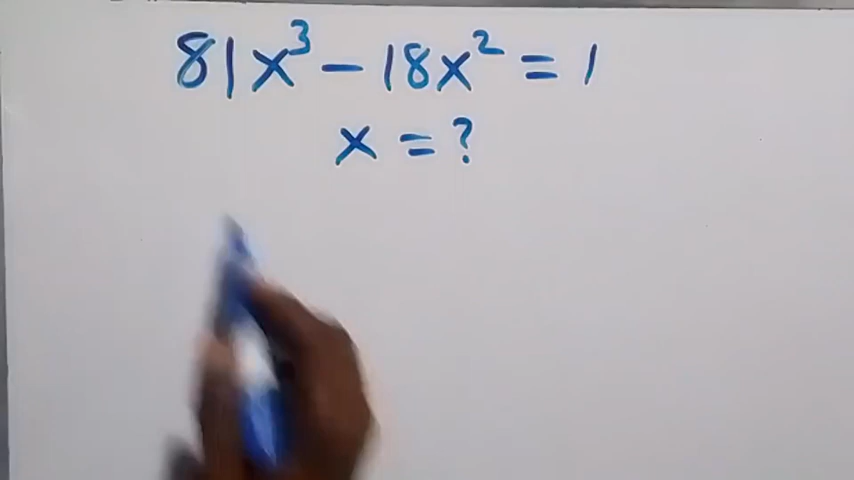 81x³ - 18x² = 1
x = ?